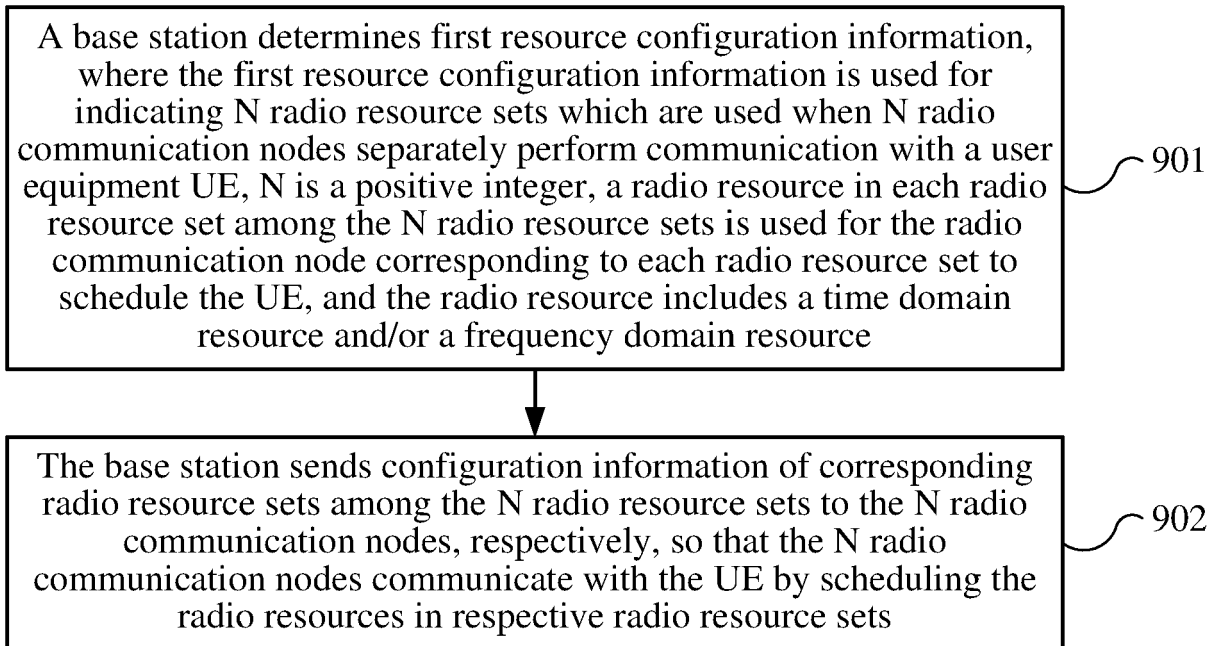 A base station determines first resource configuration information,
where the first resource configuration information is used for
indicating N radio resource sets which are used when N radio
communication nodes separately perform communication with a user
equipment UE, N is a positive integer, a radio resource in each radio
resource set among the N radio resource sets is used for the radio
communication node corresponding to each radio resource set to
schedule the UE, and the radio resource includes a time domain
resource and/or a frequency domain resource
901
The base station sends configuration information of corresponding
radio resource sets among the N radio resource sets to the N radio
communication nodes, respectively, so that the N radio
communication nodes communicate with the UE by scheduling the
radio resources in respective radio resource sets
902